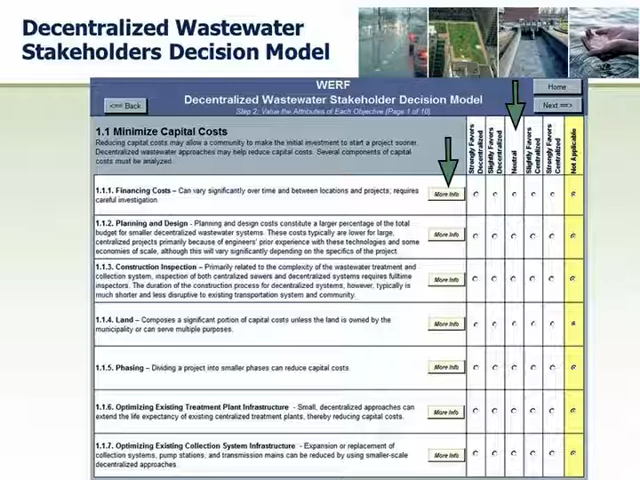 Decentralized Wastewater
Stakeholders Decision Model
WERF
Home
<== Back
Decentralized Wastewater Stakeholder Decision Model
Next ==>
Step 2: Value the Attributes of Each Objective (Page 1 of 10)
1.1 Minimize Capital Costs
Reducing capital costs may allow a community to make the initial investment to start a project sooner.
Decentralized wastewater approaches may help reduce capital costs. Several components of capital
costs must be analyzed.
Strongly Favors
Decentralized
Slightly Favors
Decentralized
Neutral
Slightly Favors
Centralized
Strongly Favors
Centralized
Not Applicable
1.1.1. Financing Costs – Can vary significantly over time and between locations and projects; requires
careful investigation
More Info
1.1.2. Planning and Design - Planning and design costs constitute a larger percentage of the total
budget for smaller decentralized wastewater systems. These costs typically are lower for large,
centralized projects primarily because of engineers' prior experience with these technologies and some
economies of scale, although this will vary significantly depending on the specifics of the project
More Info
1.1.3. Construction Inspection – Primarily related to the complexity of the wastewater treatment and
collection system, inspection of both centralized sewers and decentralized systems requires fulltime
inspectors. The duration of the construction process for decentralized systems, however, typically is
much shorter and less disruptive to existing transportation system and community.
More Info
1.1.4. Land – Composes a significant portion of capital costs unless the land is owned by the
municipality or can serve multiple purposes.
More Info
1.1.5. Phasing – Dividing a project into smaller phases can reduce capital costs
More Info
1.1.6. Optimizing Existing Treatment Plant Infrastructure - Small, decentralized approaches can
extend the life expectancy of existing centralized treatment plants, thereby reducing capital costs.
More Info
1.1.7. Optimizing Existing Collection System Infrastructure - Expansion or replacement of
collection systems, pump stations, and transmission mains can be reduced by using smaller-scale
decentralized approaches.
More Info